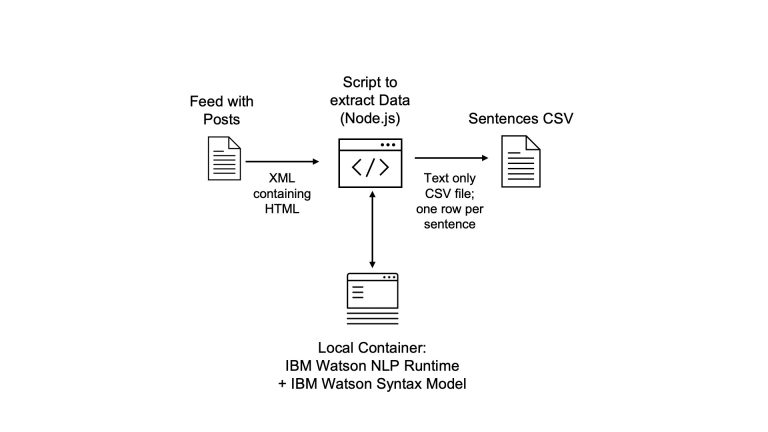 Feed with
Posts
XML
containing
HTML
Script to
extract Data
(Node.js)
</>
Text only
CSV file;
one row per
sentence
Sentences CSV
Local Container:
IBM Watson NLP Runtime
+ IBM Watson Syntax Model